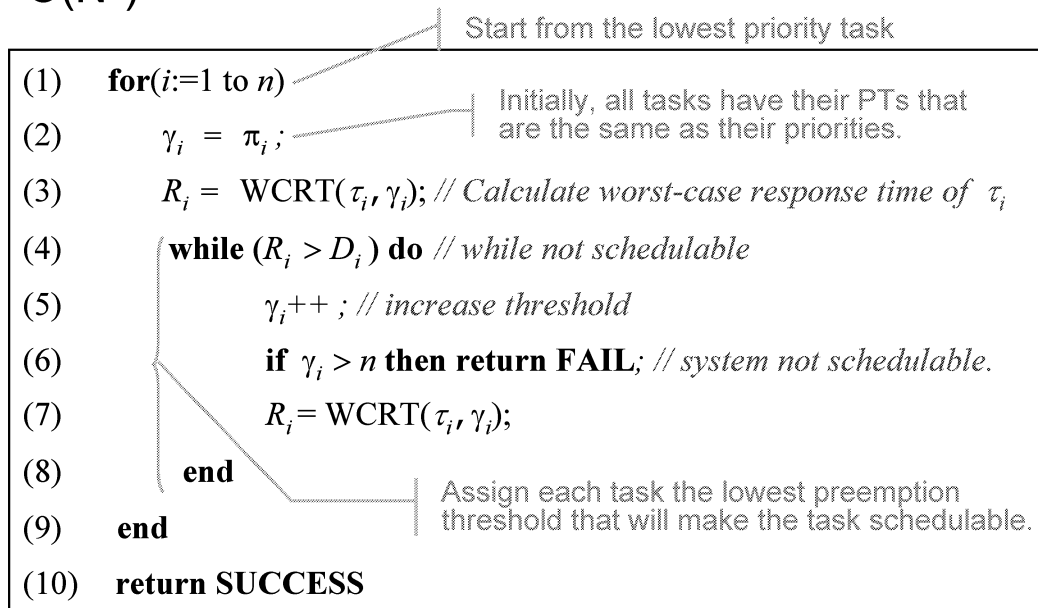 Start from the lowest priority task
(1) for(i:=1 to n)
Initially, all tasks have their PTs that
are the same as their priorities.
(2) γi = πi ;
(3) Ri = WCRT(τi, γi); // Calculate worst-case response time of τi
(4) while (Ri > Di ) do // while not schedulable
(5) γi++ ; // increase threshold
(6) if γi > n then return FAIL; // system not schedulable.
(7) Ri = WCRT(τi, γi);
(8) end
Assign each task the lowest preemption
threshold that will make the task schedulable.
(9) end
(10) return SUCCESS